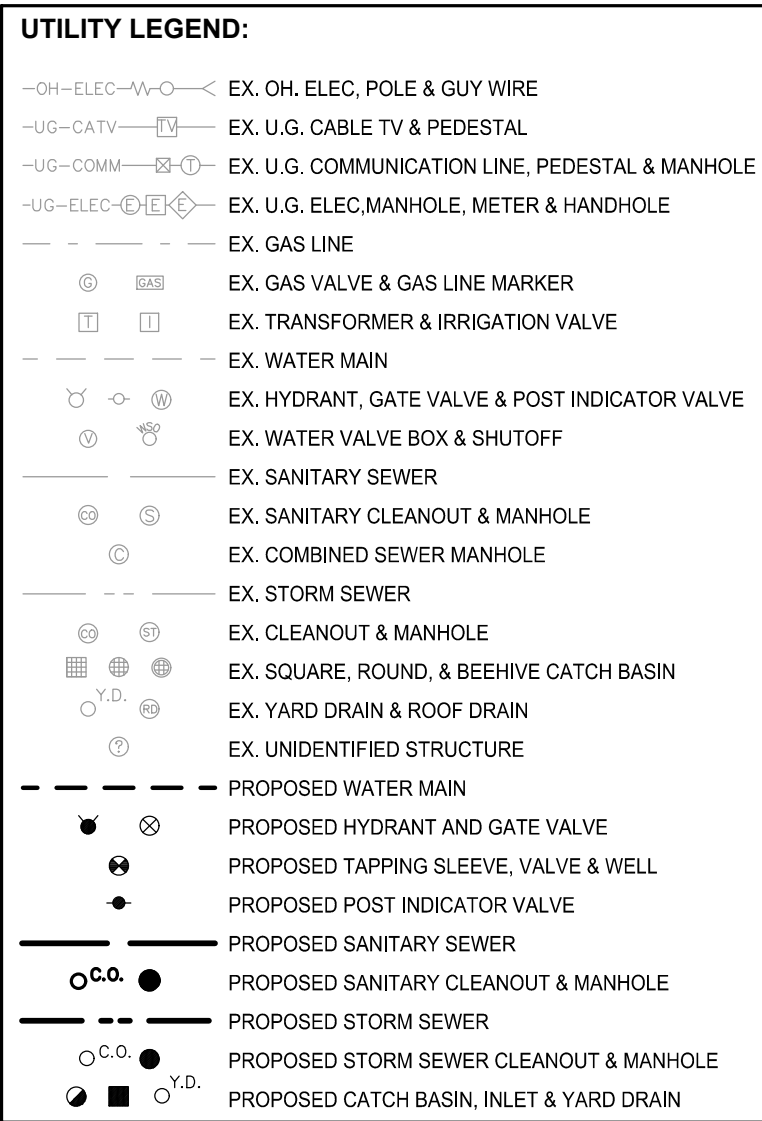 UTILITY LEGEND:
-OH-ELEC- EX. OH. ELEC, POLE & GUY WIRE
-UG-CATV- TV EX. U.G. CABLE TV & PEDESTAL
-UG-COMM- T EX. U.G. COMMUNICATION LINE, PEDESTAL & MANHOLE
-UG-ELEC- E E E EX. U.G. ELEC,MANHOLE, METER & HANDHOLE
EX. GAS LINE
G GAS EX. GAS VALVE & GAS LINE MARKER
T I EX. TRANSFORMER & IRRIGATION VALVE
EX. WATER MAIN
W EX. HYDRANT, GATE VALVE & POST INDICATOR VALVE
V WSO EX. WATER VALVE BOX & SHUTOFF
EX. SANITARY SEWER
CO S EX. SANITARY CLEANOUT & MANHOLE
C EX. COMBINED SEWER MANHOLE
EX. STORM SEWER
CO ST EX. CLEANOUT & MANHOLE
EX. SQUARE, ROUND, & BEEHIVE CATCH BASIN
Y.D. RD EX. YARD DRAIN & ROOF DRAIN
? EX. UNIDENTIFIED STRUCTURE
PROPOSED WATER MAIN
PROPOSED HYDRANT AND GATE VALVE
PROPOSED TAPPING SLEEVE, VALVE & WELL
PROPOSED POST INDICATOR VALVE
PROPOSED SANITARY SEWER
C.O. PROPOSED SANITARY CLEANOUT & MANHOLE
PROPOSED STORM SEWER
C.O. PROPOSED STORM SEWER CLEANOUT & MANHOLE
Y.D. PROPOSED CATCH BASIN, INLET & YARD DRAIN